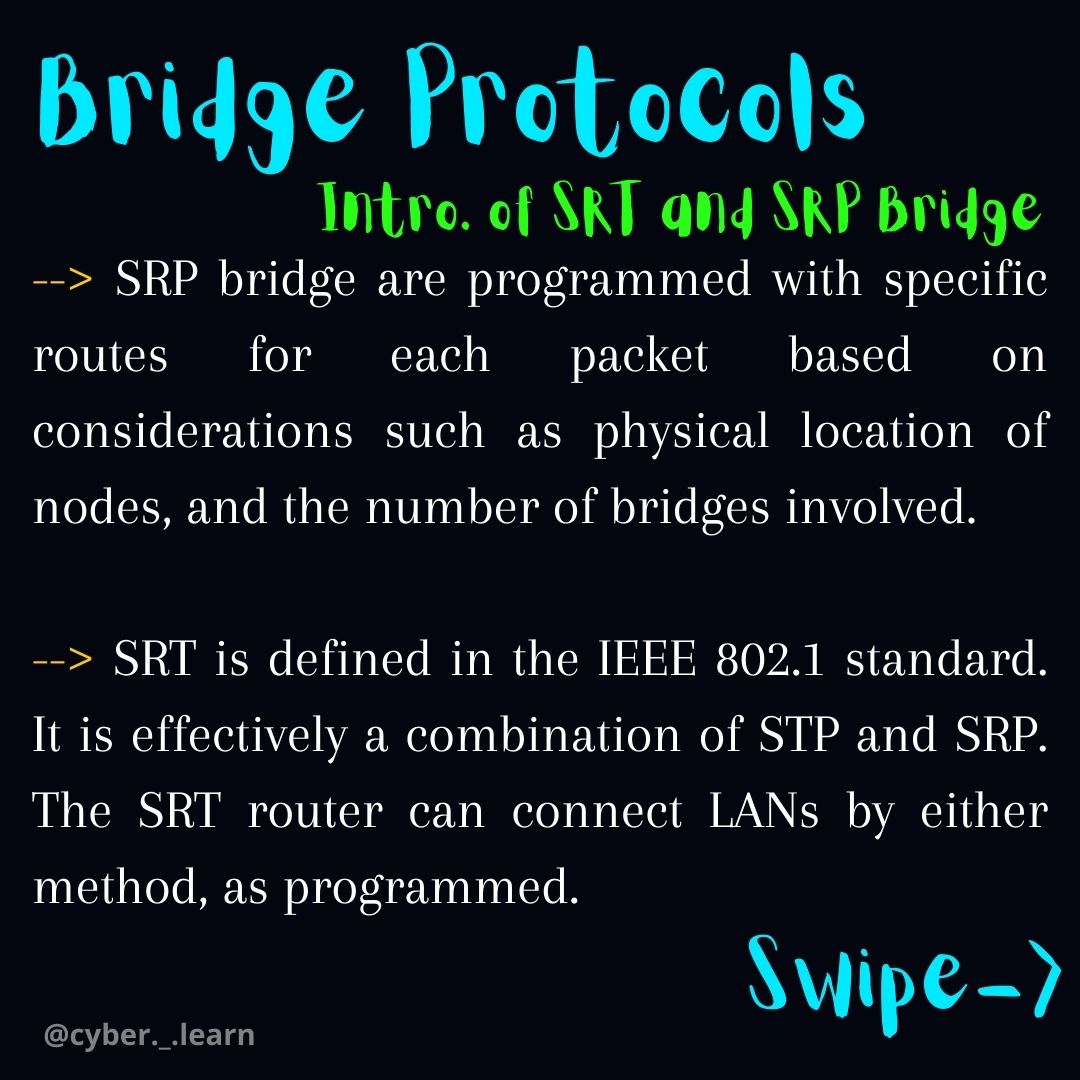 Bridge Protocols
Intro. of SRT and SRP Bridge
--> SRP bridge are programmed with specific
routes for each packet based on
considerations such as physical location of
nodes, and the number of bridges involved.
--> SRT is defined in the IEEE 802.1 standard.
It is effectively a combination of STP and SRP.
The SRT router can connect LANs by either
method, as programmed.
Swipe->
@cyber._.learn